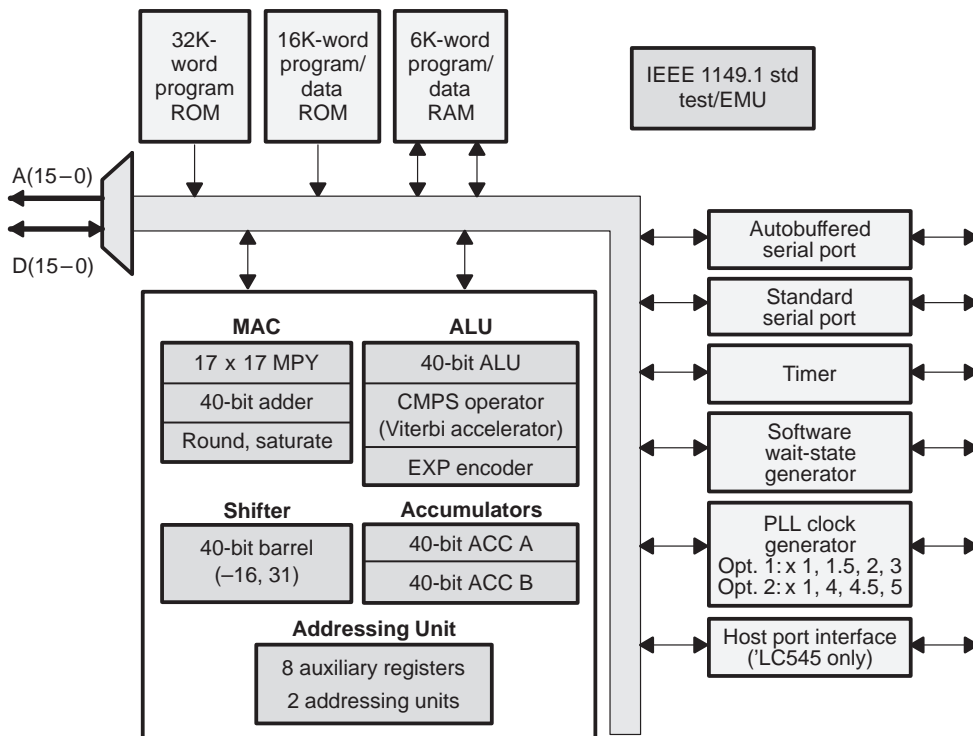 32K-
word
program
ROM
16K-word
program/
data
ROM
6K-word
program/
data
RAM
IEEE 1149.1 std
test/EMU
A(15–0)
D(15–0)
MAC
17 x 17 MPY
40-bit adder
Round, saturate
ALU
40-bit ALU
CMPS operator
(Viterbi accelerator)
EXP encoder
Shifter
40-bit barrel
(–16, 31)
Accumulators
40-bit ACC A
40-bit ACC B
Addressing Unit
8 auxiliary registers
2 addressing units
Autobuffered
serial port
Standard
serial port
Timer
Software
wait-state
generator
PLL clock
generator
Opt. 1: x 1, 1.5, 2, 3
Opt. 2: x 1, 4, 4.5, 5
Host port interface
('LC545 only)